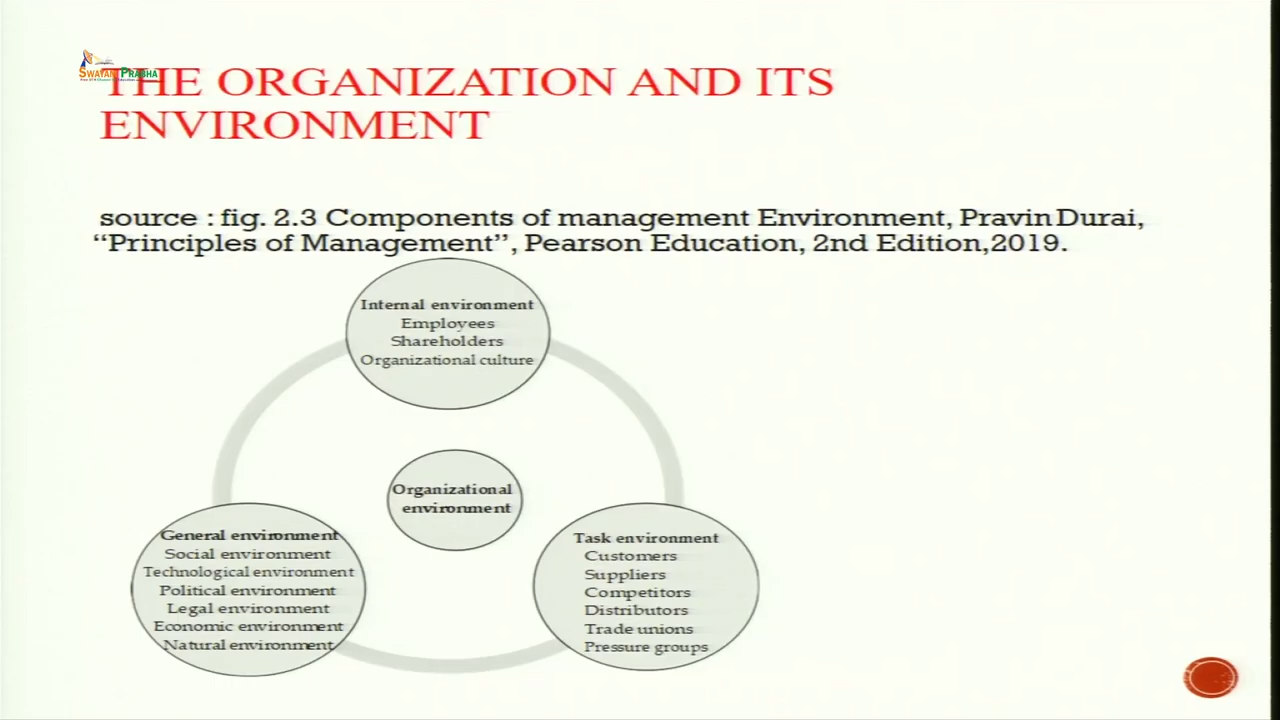 SWAYAM PRABHA
THE ORGANIZATION AND ITS
ENVIRONMENT
source : fig. 2.3 Components of management Environment, Pravin Durai,
“Principles of Management”, Pearson Education, 2nd Edition,2019.
Internal environment
Employees
Shareholders
Organizational culture
Organizational
environment
General environment
Social environment
Technological environment
Political environment
Legal environment
Economic environment
Natural environment
Task environment
Customers
Suppliers
Competitors
Distributors
Trade unions
Pressure groups